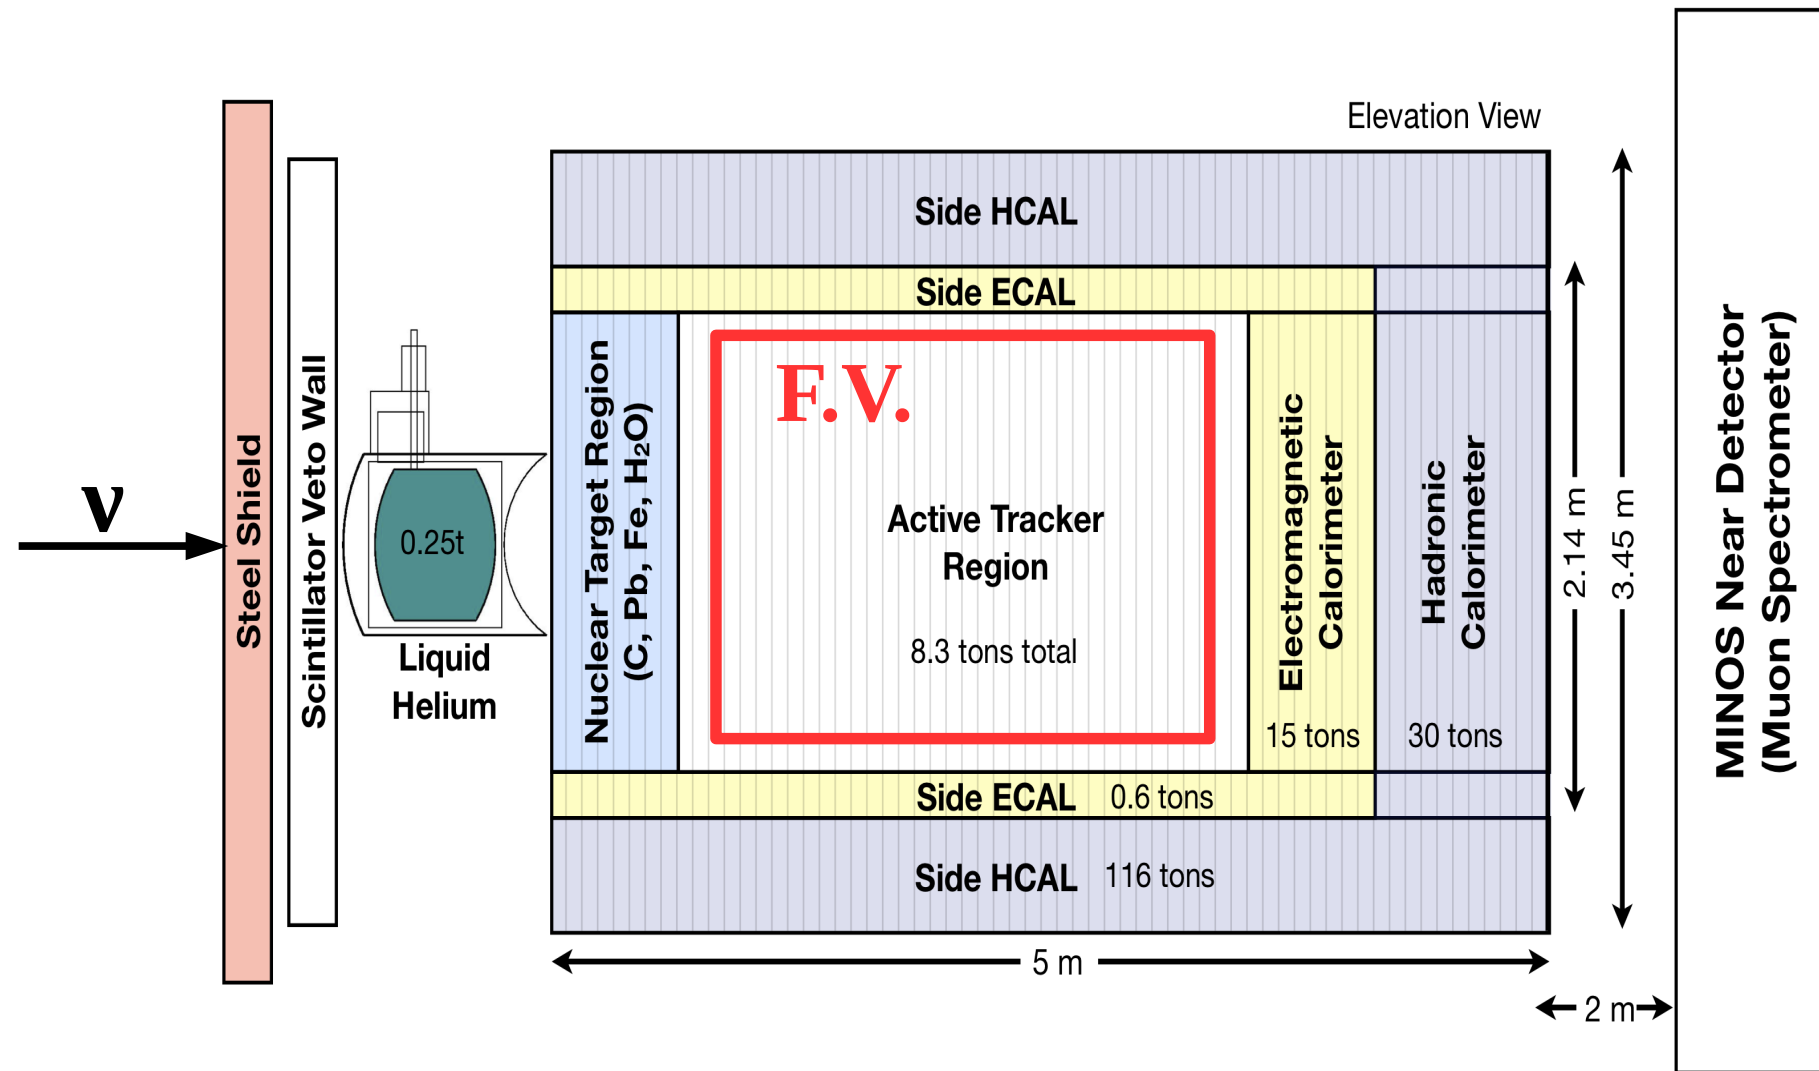 Elevation View
Side HCAL
Side ECAL
F.V.
ν
Steel Shield
Scintillator Veto Wall
0.25t
Liquid
Helium
Nuclear Target Region
(C, Pb, Fe, H₂O)
Active Tracker
Region
8.3 tons total
Electromagnetic
Calorimeter
15 tons
Hadronic
Calorimeter
30 tons
2.14 m
3.45 m
MINOS Near Detector
(Muon Spectrometer)
Side ECAL 0.6 tons
Side HCAL 116 tons
5 m
2 m